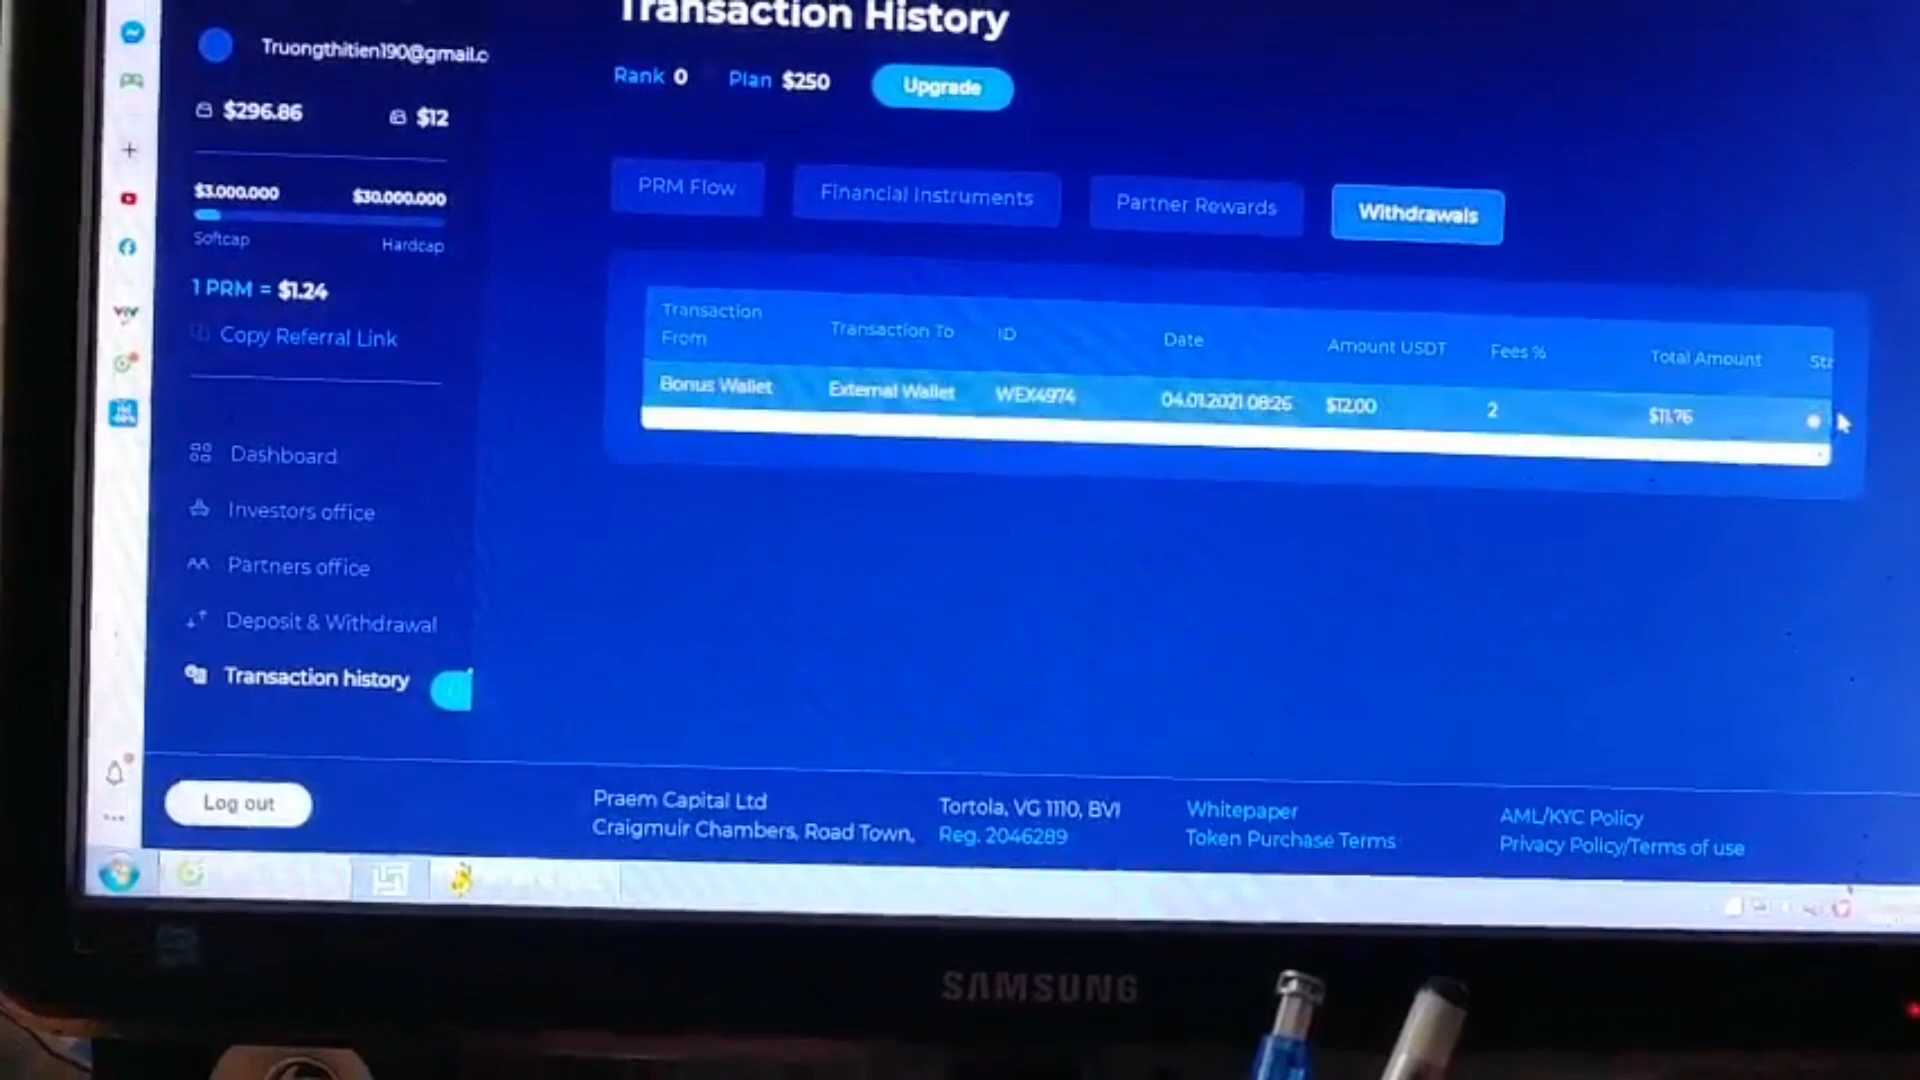 Transaction History
Truongthitien190@gmail.c
Rank 0 Plan $250 Upgrade
$296.86 $12
$3.000.000 $30.000.000
Softcap Hardcap
1 PRM = $1.24
Copy Referral Link
PRM Flow Financial Instruments Partner Rewards Withdrawals
Transaction From Transaction To ID Date Amount USDT Fees % Total Amount Sta
Bonus Wallet External Wallet WEX4974 04.01.2021 08:26 $12.00 2 $11.76
Dashboard
Investors office
Partners office
Deposit & Withdrawal
Transaction history
Log out
Praem Capital Ltd
Craigmuir Chambers, Road Town,
Tortola, VG 1110, BVI
Reg. 2046289
Whitepaper
Token Purchase Terms
AML/KYC Policy
Privacy Policy/Terms of use
SAMSUNG